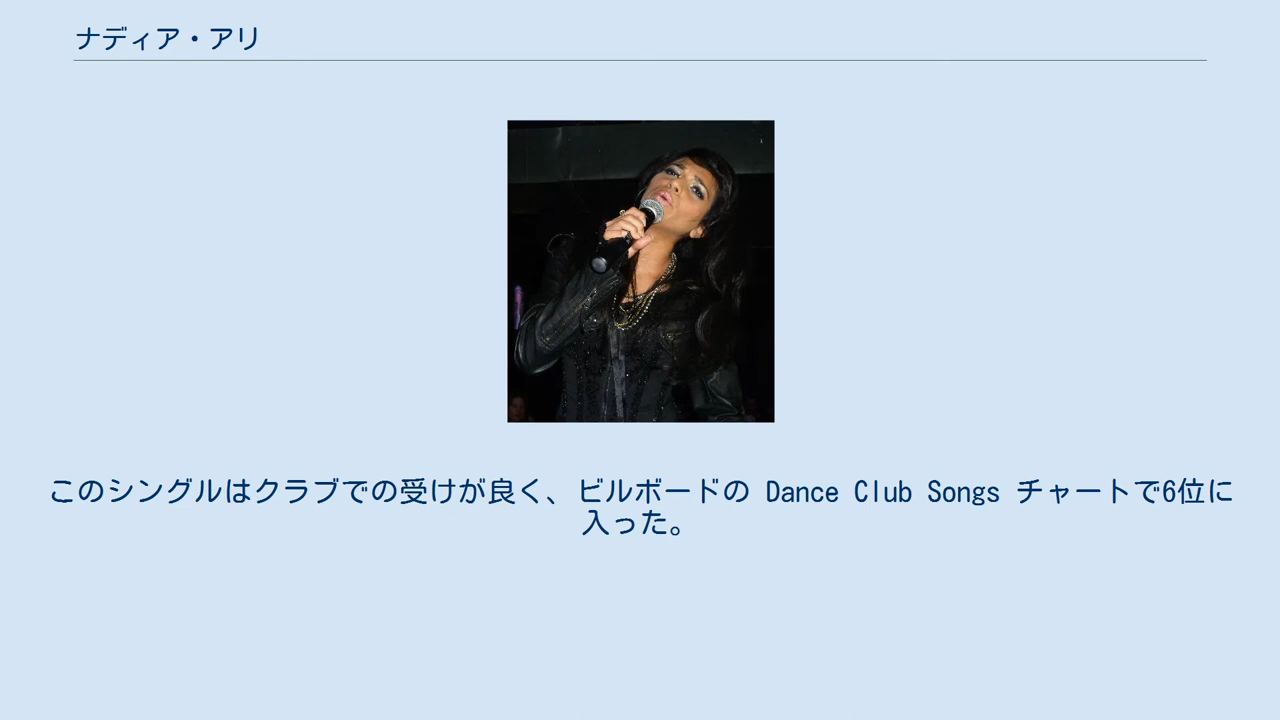 ナディア・アリ
このシングルはクラブでの受けが良く、ビルボードの Dance Club Songs チャートで6位に
入った。